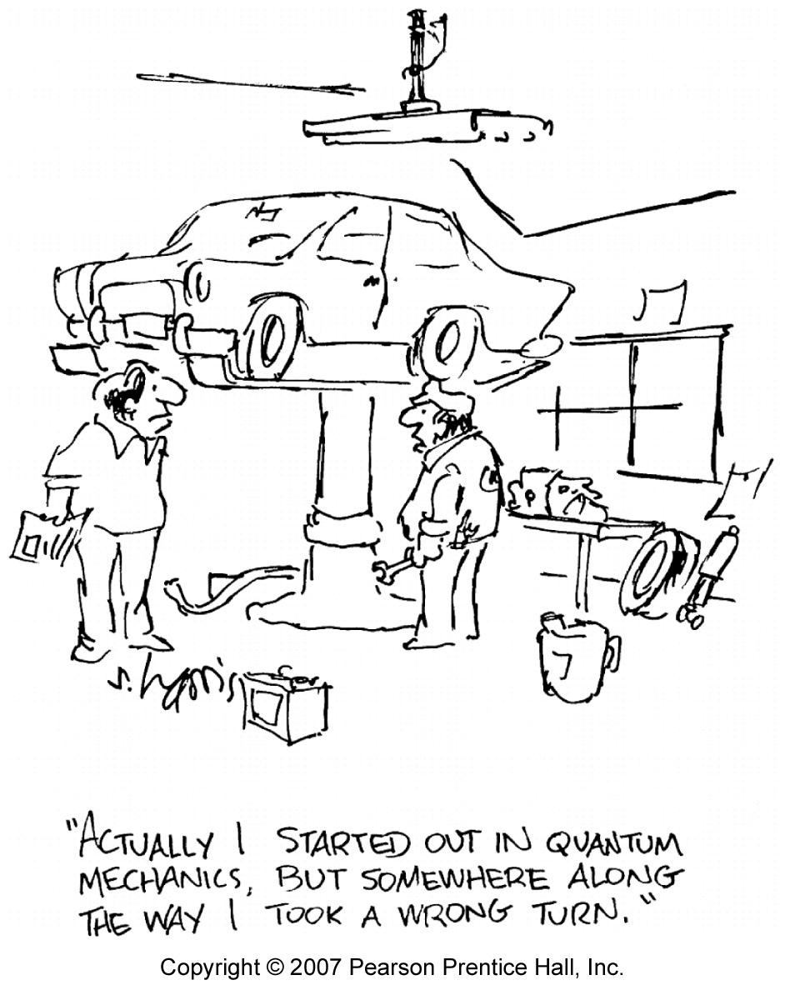 S. Harris
"ACTUALLY I STARTED OUT IN QUANTUM
MECHANICS, BUT SOMEWHERE ALONG
THE WAY I TOOK A WRONG TURN."
Copyright © 2007 Pearson Prentice Hall, Inc.